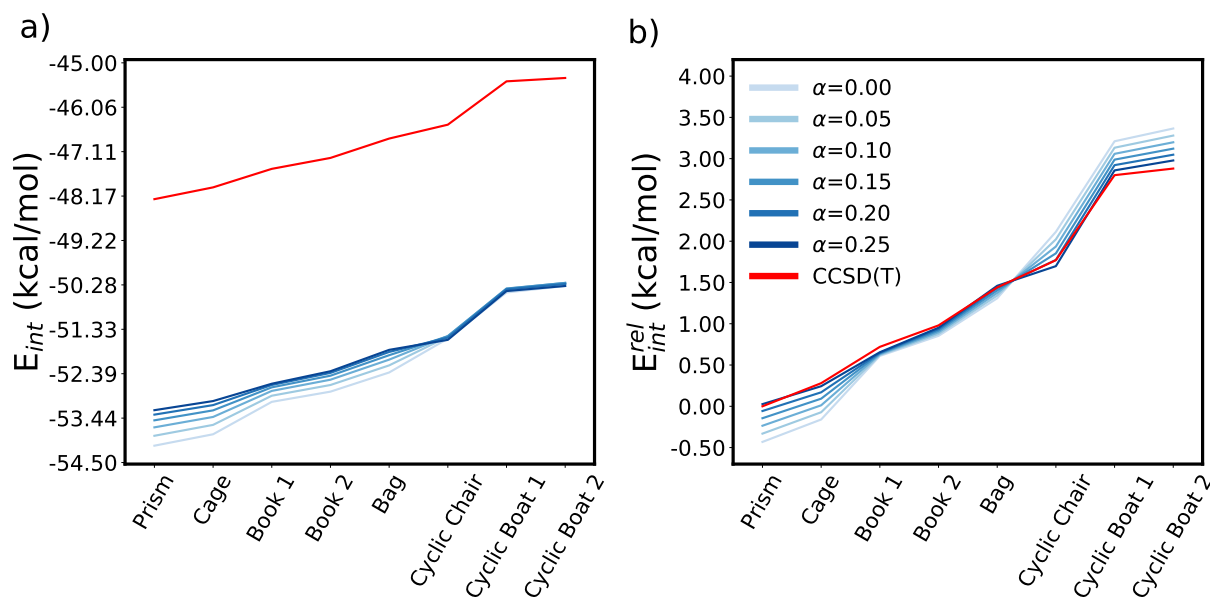 a)
E_int (kcal/mol)
-45.00
-46.06
-47.11
-48.17
-49.22
-50.28
-51.33
-52.39
-53.44
-54.50
Prism
Cage
Book 1
Book 2
Bag
Cyclic Chair
Cyclic Boat 1
Cyclic Boat 2
b)
E_int^rel (kcal/mol)
4.00
3.50
3.00
2.50
2.00
1.50
1.00
0.50
0.00
-0.50
α=0.00
α=0.05
α=0.10
α=0.15
α=0.20
α=0.25
CCSD(T)
Prism
Cage
Book 1
Book 2
Bag
Cyclic Chair
Cyclic Boat 1
Cyclic Boat 2